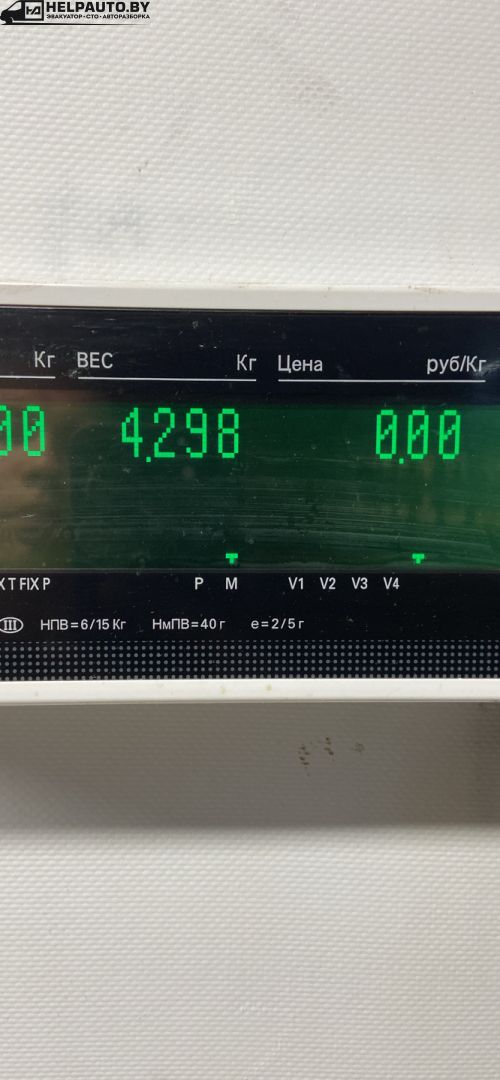 HELPAUTO.BY
ЭВАКУАТОР•СТО•АВТОРАЗБОРКА
Кг ВЕС Кг Цена руб/Кг
00 4.298 0.00
T FIX P P M V1 V2 V3 V4
III НПВ=6/15 Кг НмПВ=40 г е=2/5 г